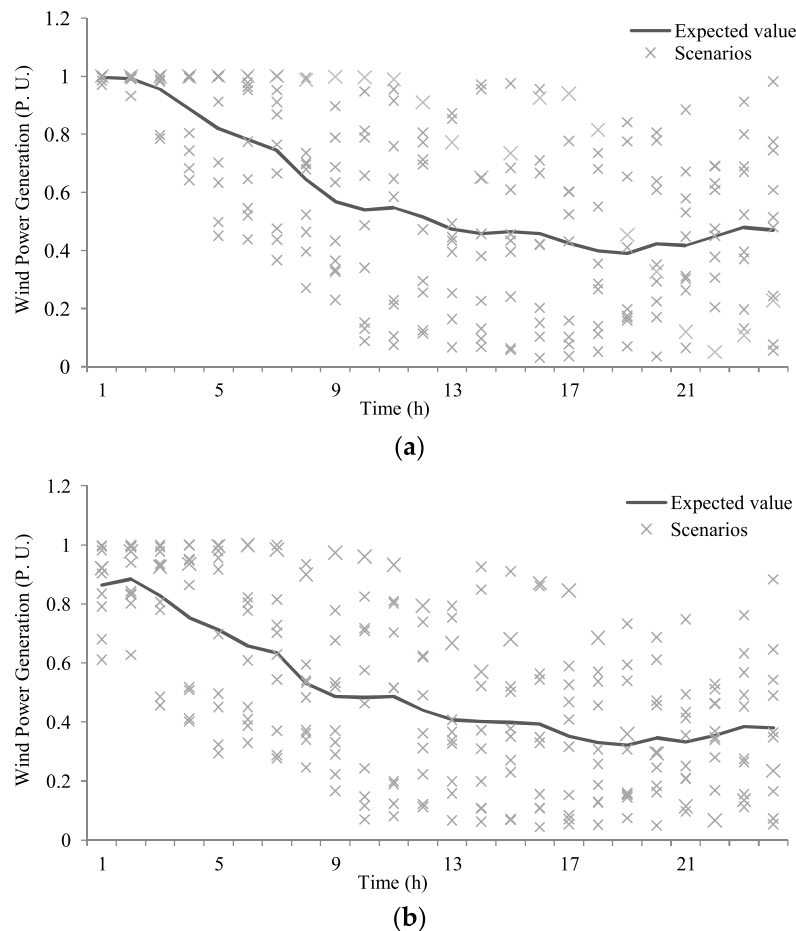 1.2
Expected value
Scenarios
1
0.8
0.6
0.4
0.2
0
Wind Power Generation (P. U.)
1 5 9 13 17 21
Time (h)
(a)
1.2
Expected value
Scenarios
1
0.8
0.6
0.4
0.2
0
Wind Power Generation (P. U.)
1 5 9 13 17 21
Time (h)
(b)